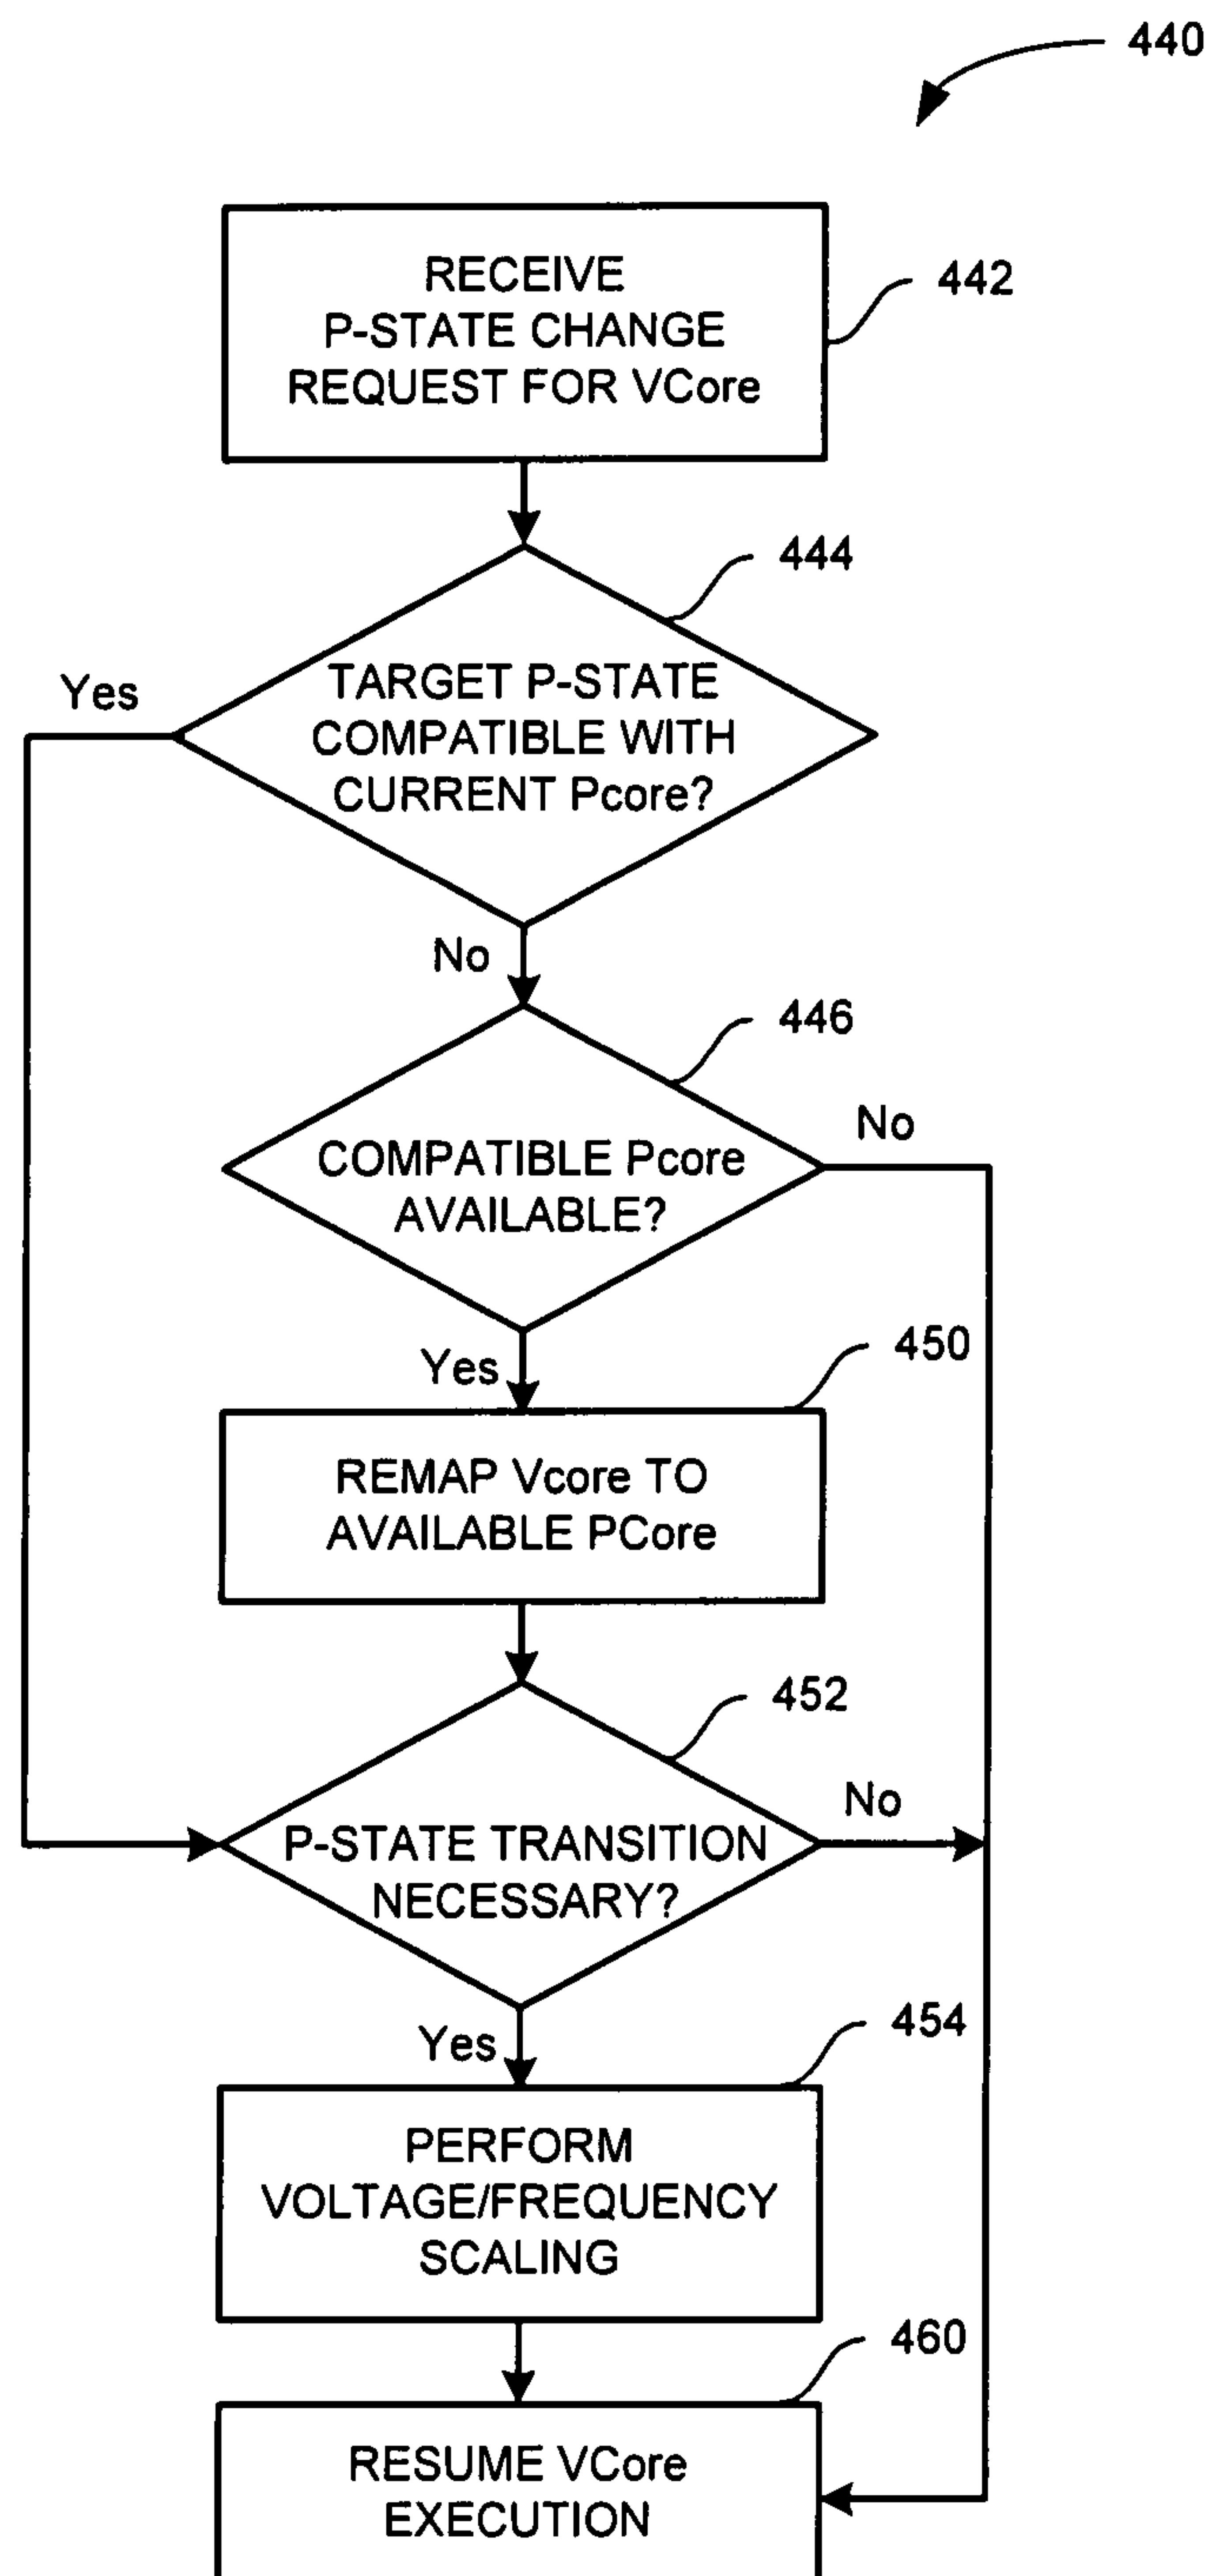 440
RECEIVE
P-STATE CHANGE
REQUEST FOR VCore
442
444
Yes
TARGET P-STATE
COMPATIBLE WITH
CURRENT Pcore?
No
446
No
COMPATIBLE Pcore
AVAILABLE?
Yes
450
REMAP Vcore TO
AVAILABLE PCore
452
No
P-STATE TRANSITION
NECESSARY?
Yes
454
PERFORM
VOLTAGE/FREQUENCY
SCALING
460
RESUME VCore
EXECUTION